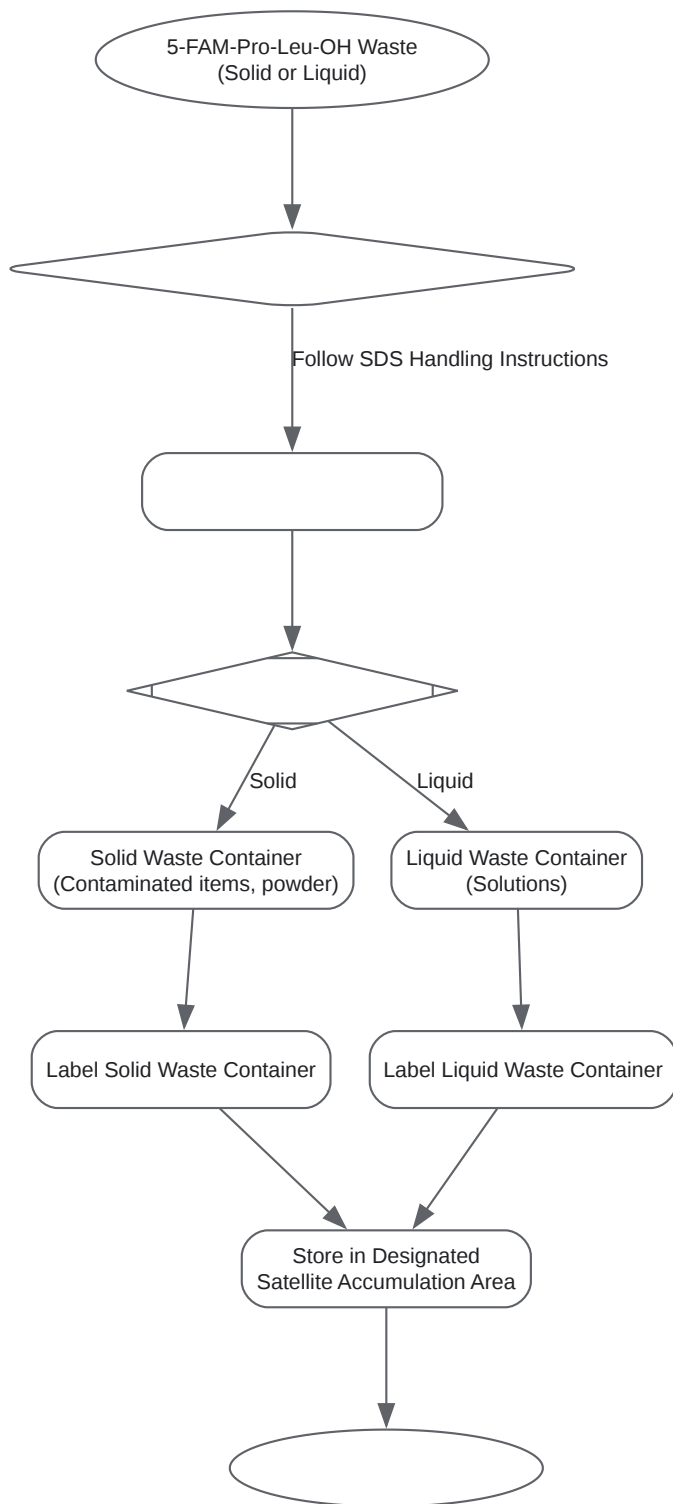 5-FAM-Pro-Leu-OH Waste
(Solid or Liquid)
Follow SDS Handling Instructions
Solid
Liquid
Solid Waste Container
(Contaminated items, powder)
Liquid Waste Container
(Solutions)
Label Solid Waste Container
Label Liquid Waste Container
Store in Designated
Satellite Accumulation Area